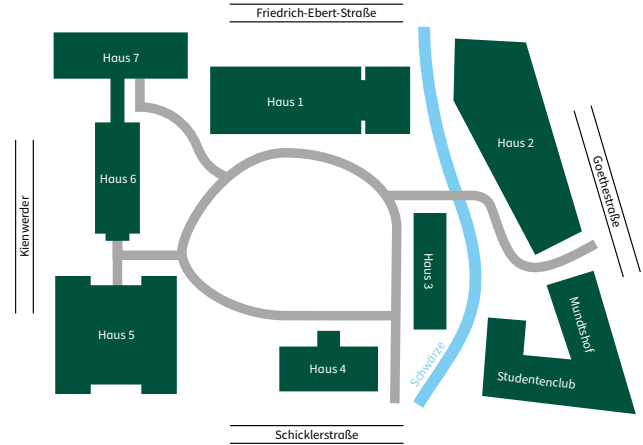 Friedrich-Ebert-Straße
Haus 7
Haus 1
Haus 2
Goethestraße
Haus 6
Kienwerder
Haus 3
Mundtshof
Haus 5
Schwärze
Haus 4
Studentenclub
Schicklerstraße